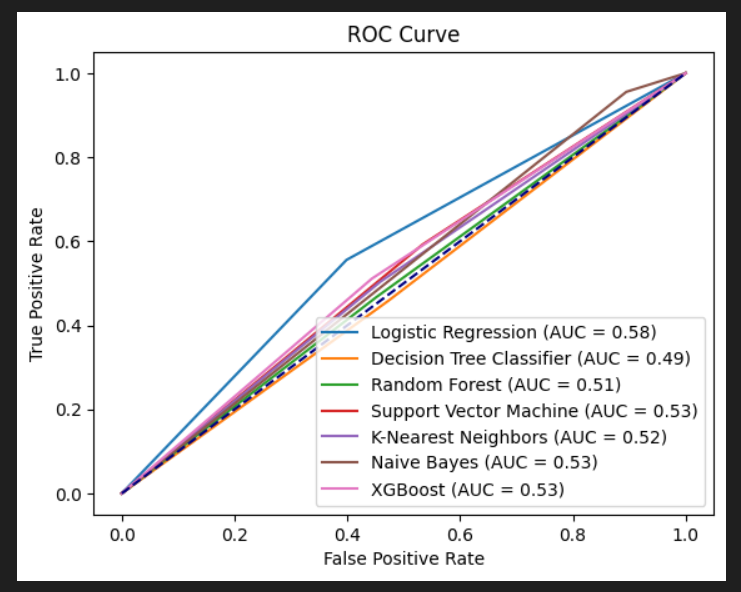 ROC Curve
1.0
0.8
0.6
0.4
0.2
0.0
True Positive Rate
Logistic Regression (AUC = 0.58)
Decision Tree Classifier (AUC = 0.49)
Random Forest (AUC = 0.51)
Support Vector Machine (AUC = 0.53)
K-Nearest Neighbors (AUC = 0.52)
Naive Bayes (AUC = 0.53)
XGBoost (AUC = 0.53)
0.0 0.2 0.4 0.6 0.8 1.0
False Positive Rate